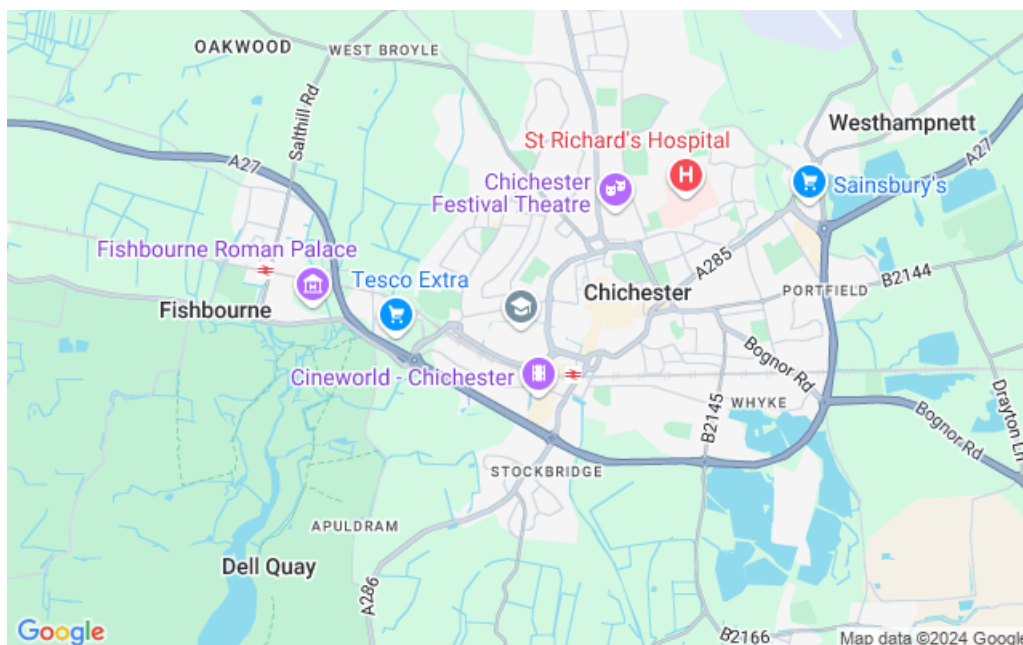 OAKWOOD
WEST BROYLE
Salthill Rd
A27
Westhampnett
A27
St Richard's Hospital
H
Chichester
Festival Theatre
Sainsbury's
Fishbourne Roman Palace
Tesco Extra
A285
B2144
Chichester
PORTFIELD
Fishbourne
Cineworld - Chichester
Bognor Rd
WHYKE
B2145
Bognor Rd
Drayton Ln
STOCKBRIDGE
APULDRAM
Dell Quay
A286
B2166
Google
Map data ©2024 Google